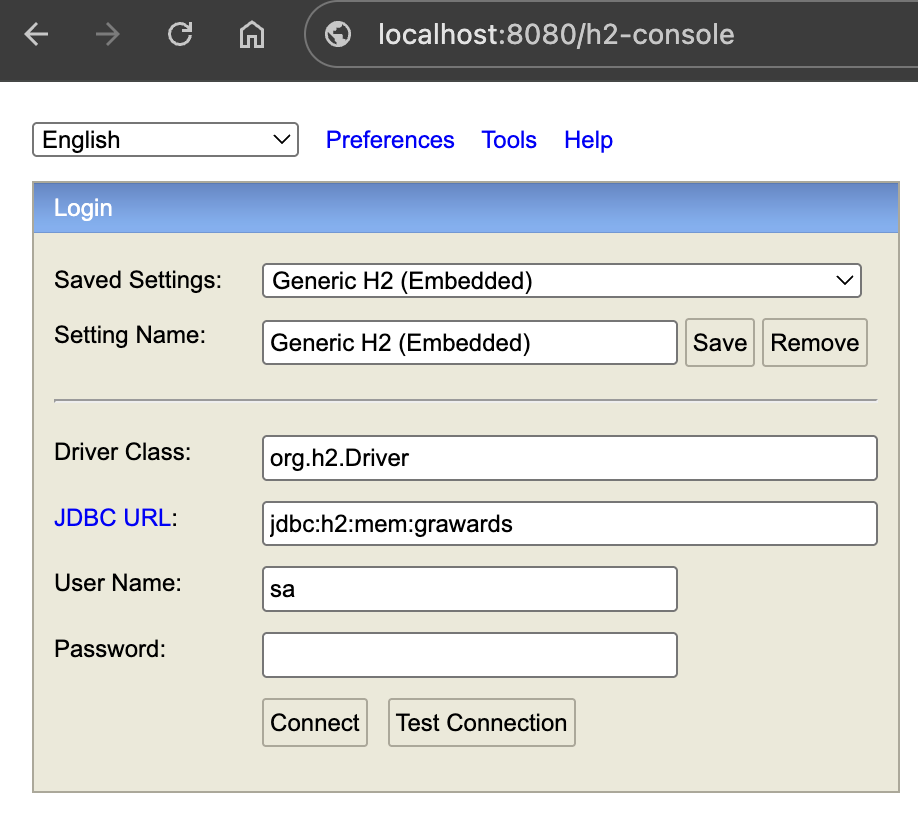 localhost:8080/h2-console
English Preferences Tools Help
Login
Saved Settings: Generic H2 (Embedded)
Setting Name: Generic H2 (Embedded) Save Remove
Driver Class: org.h2.Driver
JDBC URL: jdbc:h2:mem:grawards
User Name: sa
Password:
Connect Test Connection